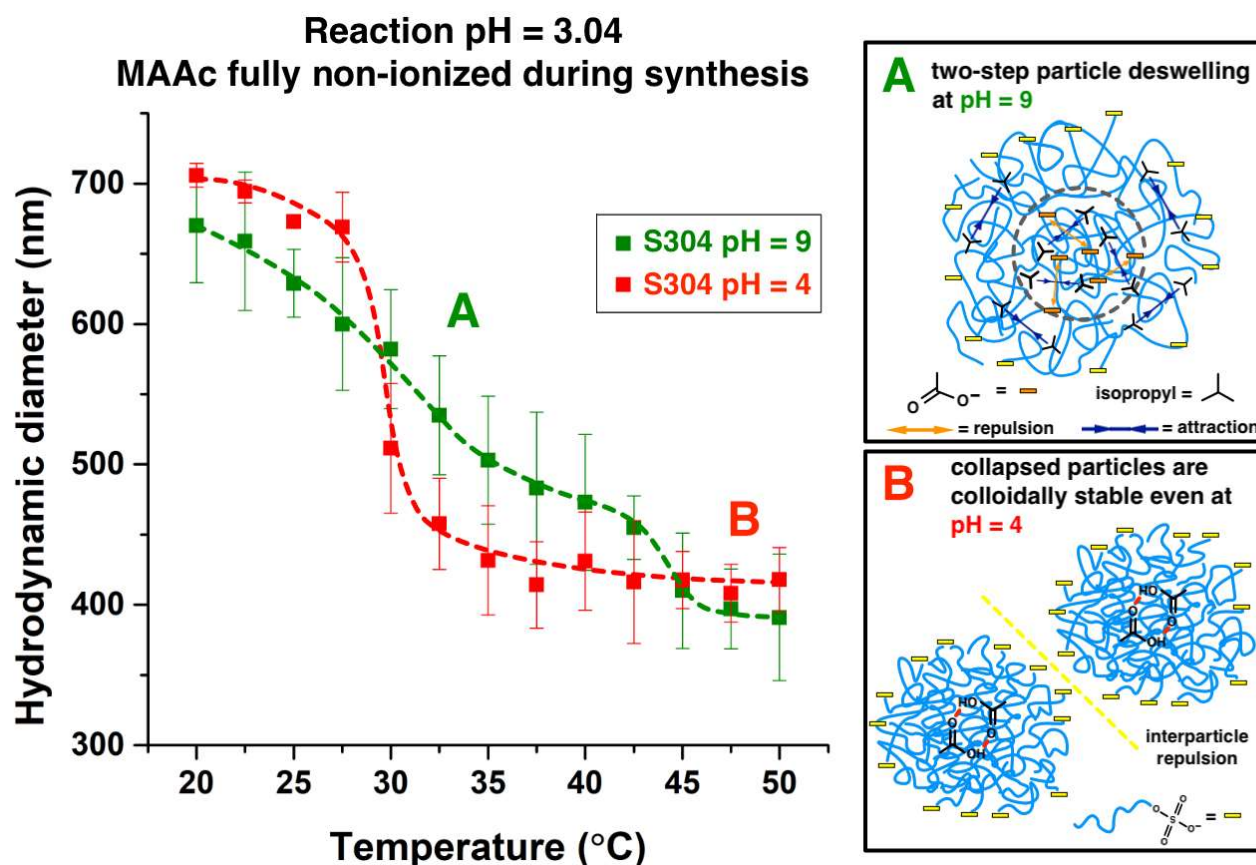 Reaction pH = 3.04
MAAc fully non-ionized during synthesis
Hydrodynamic diameter (nm)
700
600
500
400
300
20 25 30 35 40 45 50
Temperature (°C)
S304 pH = 9
S304 pH = 4
A
B
A two-step particle deswelling
at pH = 9
O
O−
=
isopropyl =
= repulsion
= attraction
B collapsed particles are
colloidally stable even at
pH = 4
HO
O
O
OH
HO
O
O
OH
interparticle
repulsion
O
O
S
O−
O
=